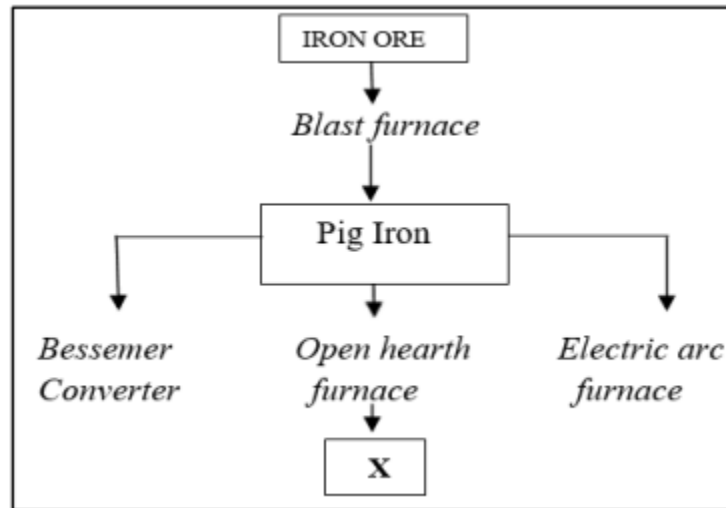 IRON ORE
Blast furnace
Pig Iron
Bessemer
Converter
Open hearth
furnace
Electric arc
furnace
X